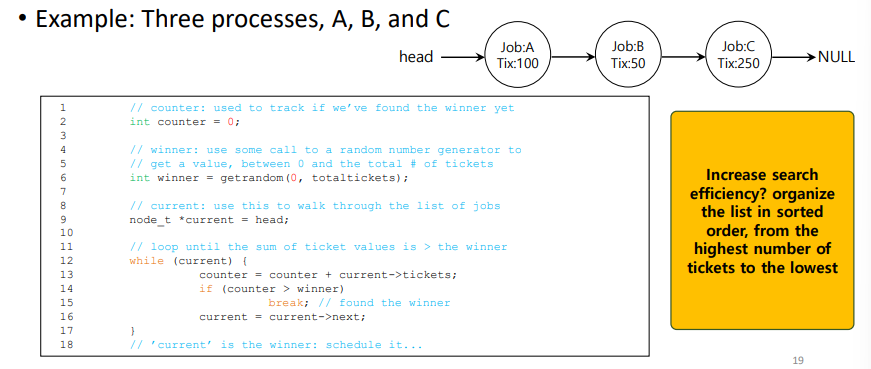 • Example: Three processes, A, B, and C
head
Job:A
Tix:100
Job:B
Tix:50
Job:C
Tix:250
NULL
1 // counter: used to track if we’ve found the winner yet
2 int counter = 0;
3
4 // winner: use some call to a random number generator to
5 // get a value, between 0 and the total # of tickets
6 int winner = getrandom(0, totaltickets);
7
8 // current: use this to walk through the list of jobs
9 node_t *current = head;
10
11 // loop until the sum of ticket values is > the winner
12 while (current) {
13 counter = counter + current->tickets;
14 if (counter > winner)
15 break; // found the winner
16 current = current->next;
17 }
18 // ’current’ is the winner: schedule it...
Increase search
efficiency? organize
the list in sorted
order, from the
highest number of
tickets to the lowest
19